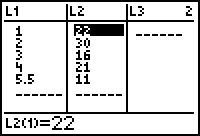 L1 L2 L3 2
1 22 ------
2 30
3 16
4 21
5.5 11
------ ------
L2(1)=22